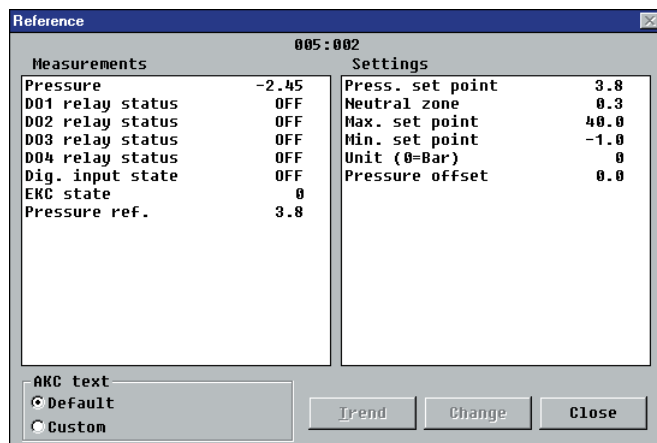 Reference
005:002
Measurements
Settings
Pressure -2.45
DO1 relay status OFF
DO2 relay status OFF
DO3 relay status OFF
DO4 relay status OFF
Dig. input state OFF
EKC state 0
Pressure ref. 3.8
Press. set point 3.8
Neutral zone 0.3
Max. set point 40.0
Min. set point -1.0
Unit (0=Bar) 0
Pressure offset 0.0
AKC text
Default
Custom
Trend
Change
Close